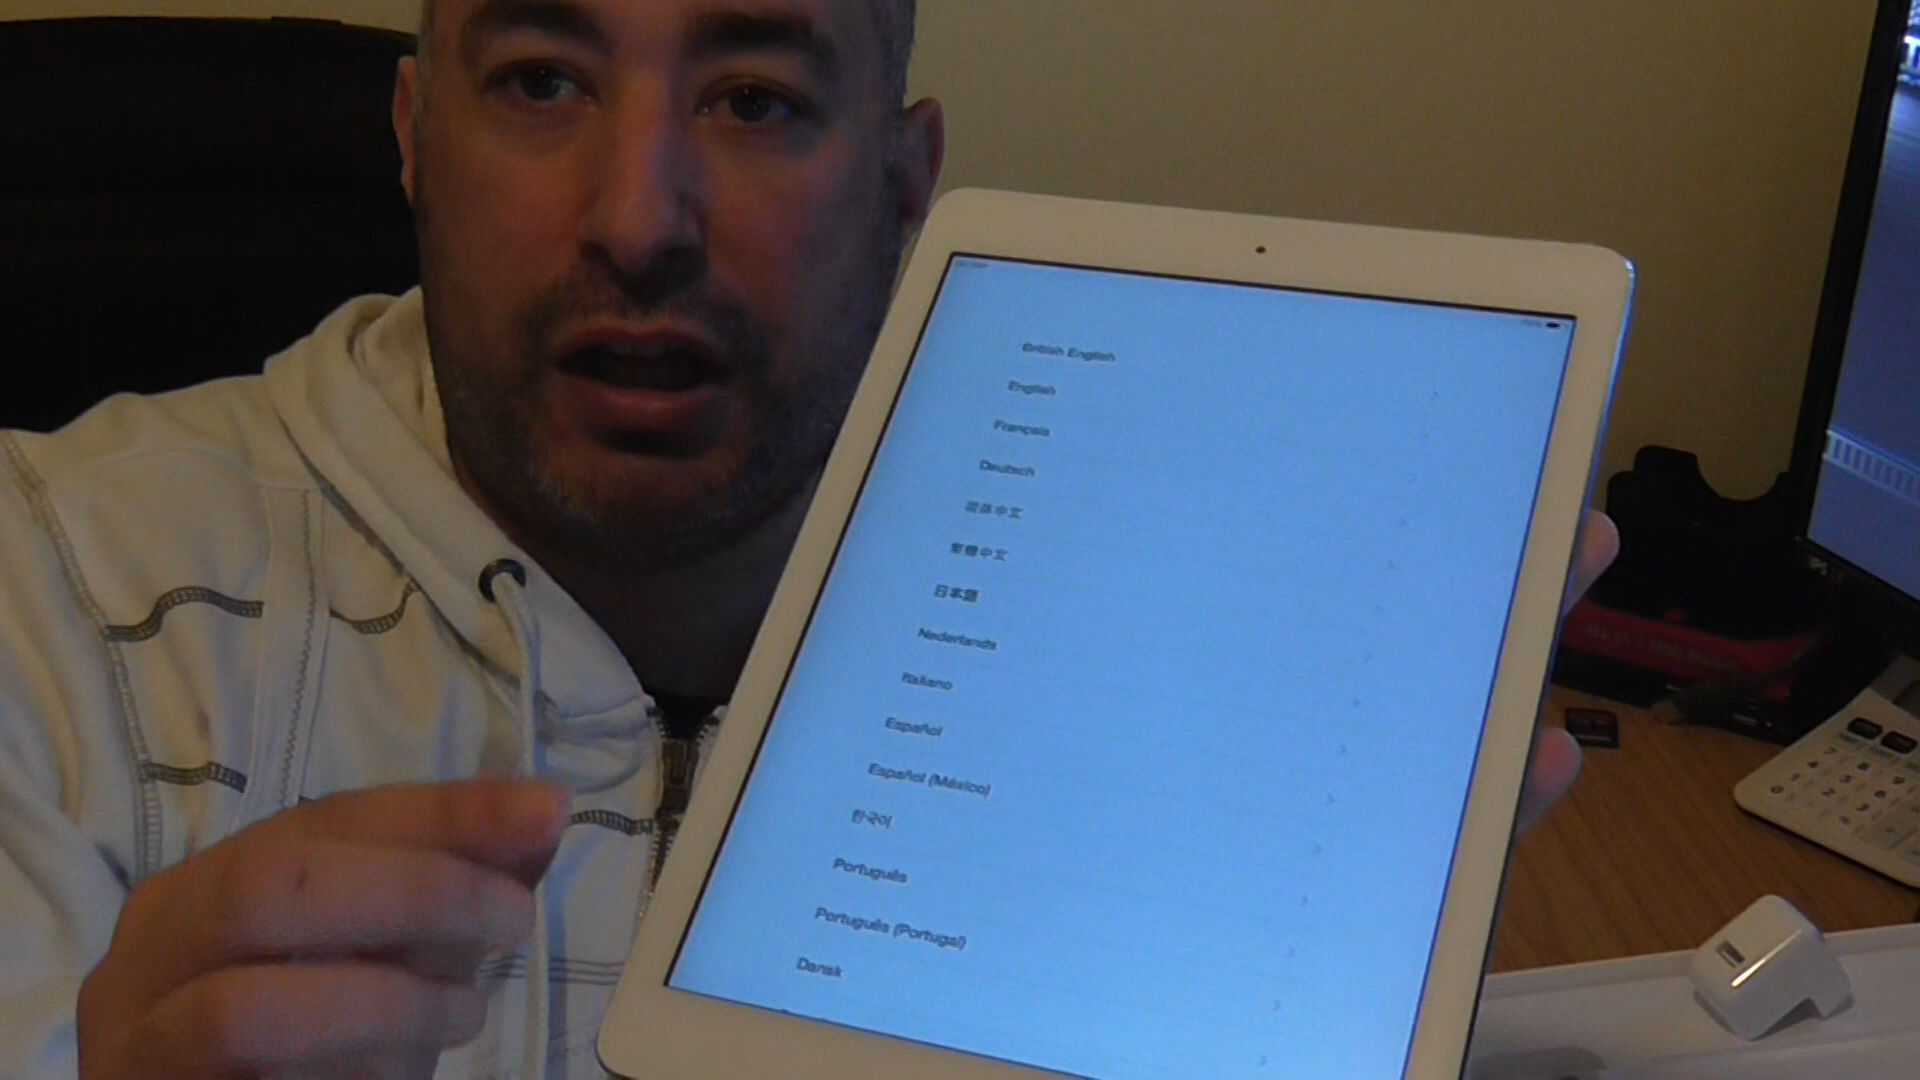 British English
English
Français
Deutsch
简体中文
繁體中文
日本語
Nederlands
Italiano
Español
Español (México)
한국어
Português
Português (Portugal)
Dansk